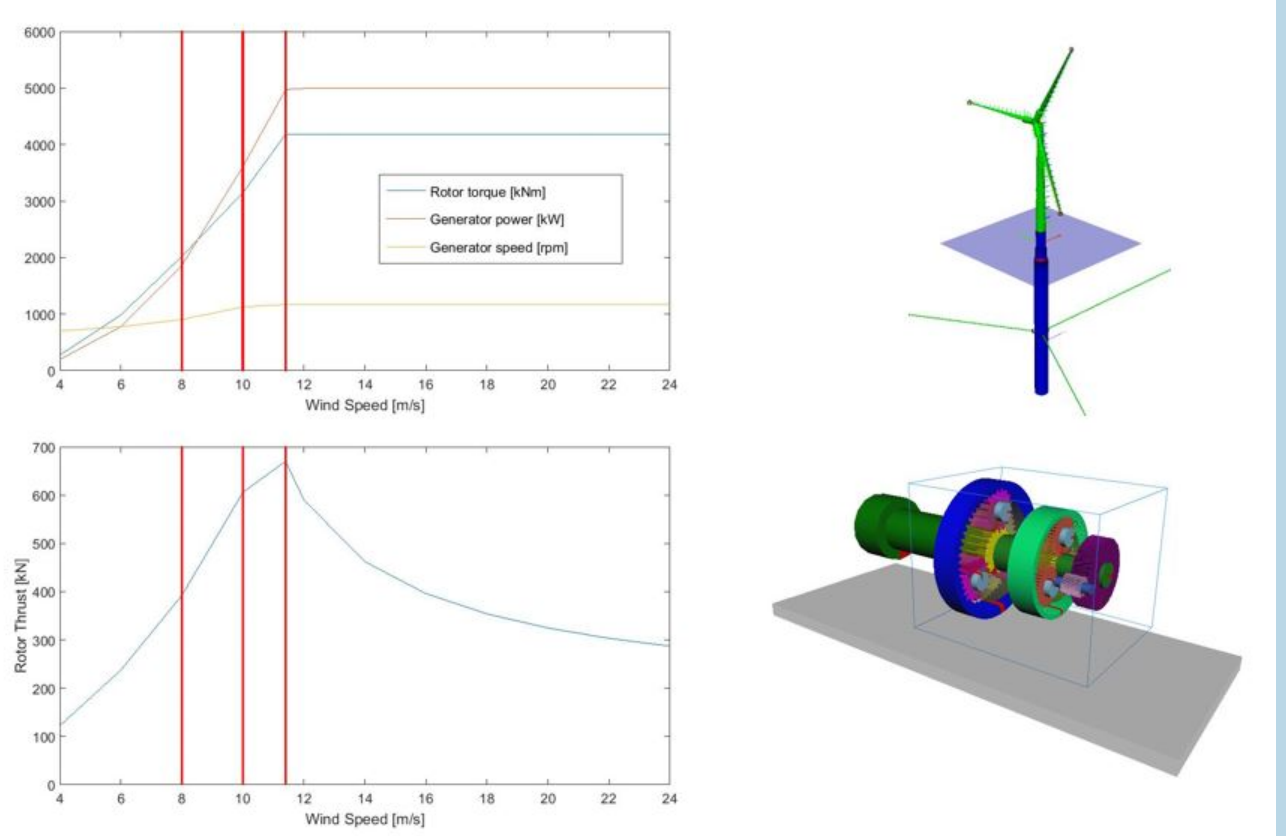 6000
5000
4000
3000
2000
1000
0
Rotor torque [kNm]
Generator power [kW]
Generator speed [rpm]
4 6 8 10 12 14 16 18 20 22 24
Wind Speed [m/s]
700
600
500
400
300
200
100
0
Rotor Thrust [kN]
4 6 8 10 12 14 16 18 20 22 24
Wind Speed [m/s]